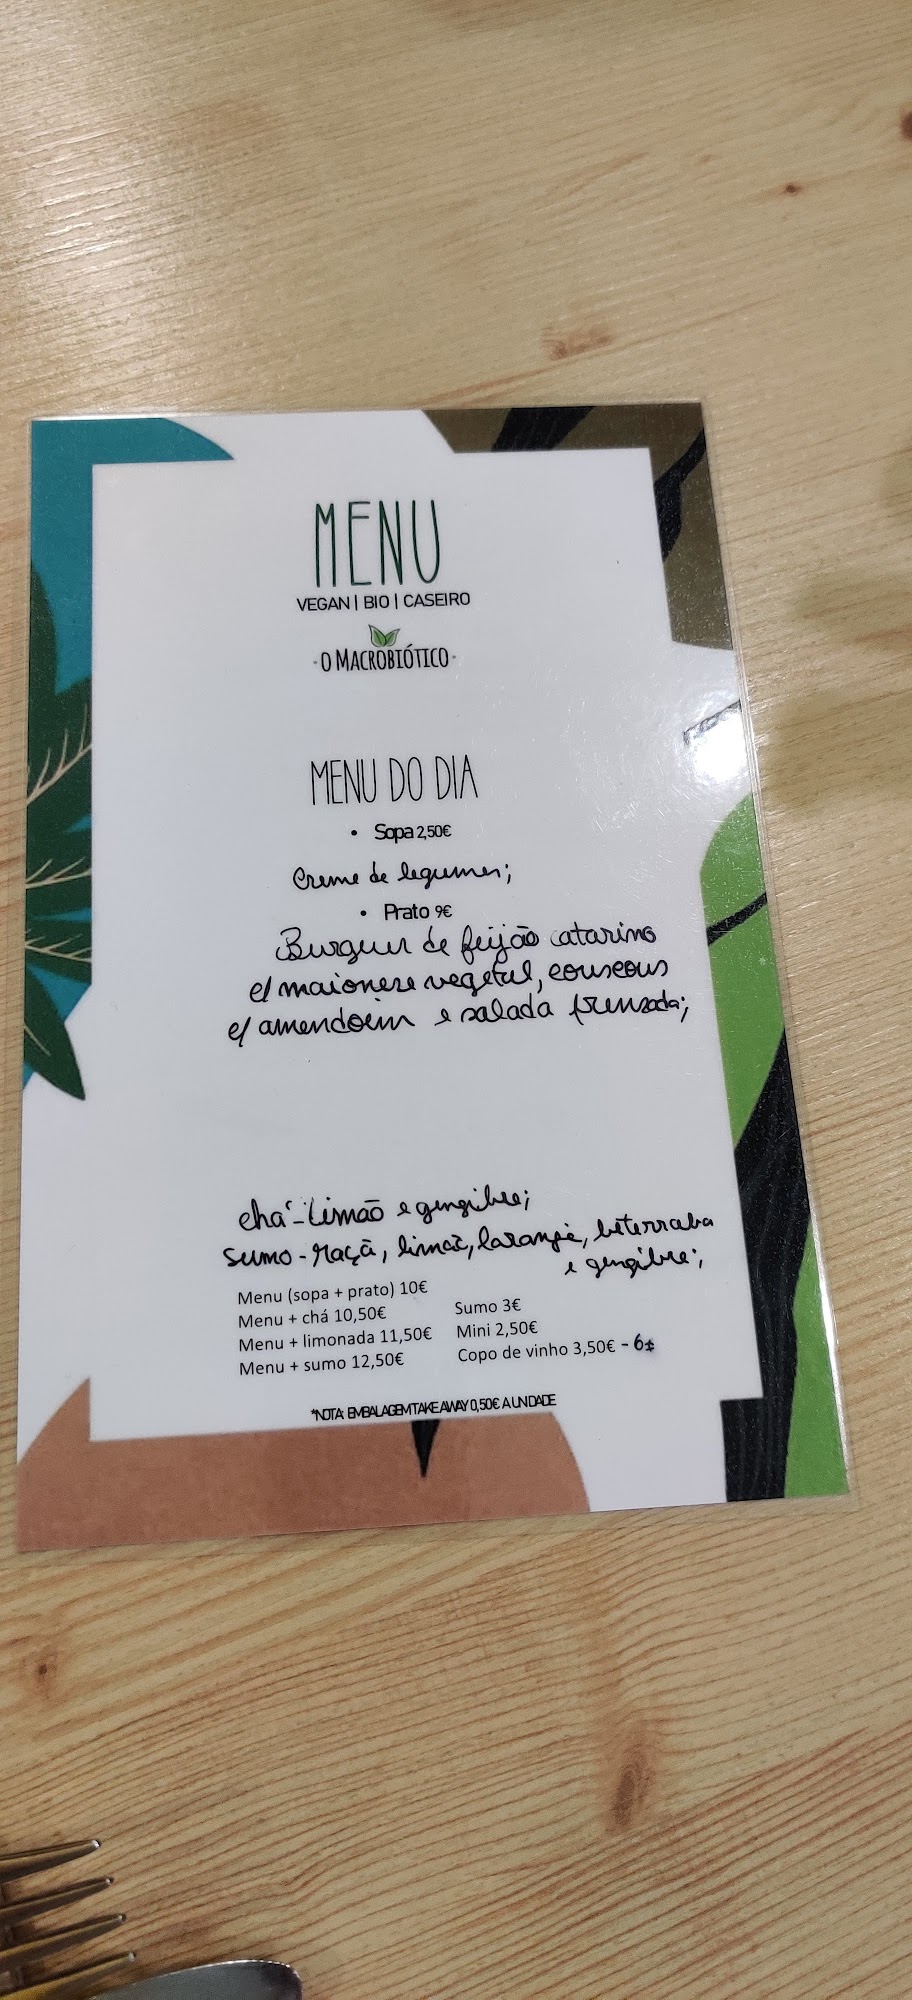 MENU
VEGAN | BIO | CASEIRO
· O MACROBIÓTICO ·
MENU DO DIA
• Sopa 2,50€
Creme de legumes;
• Prato 9€
Burguer de feijão catarino
c/ maionese vegetal, couscous
c/ amendoim e salada prensada;
chá - Limão e gengibre;
sumo - maçã, limão, laranja, beterraba
e gengibre;
Menu (sopa + prato) 10€
Menu + chá 10,50€
Menu + limonada 11,50€
Menu + sumo 12,50€
Sumo 3€
Mini 2,50€
Copo de vinho 3,50€ - 6€
*NOTA: EMBALAGEM TAKE AWAY 0,50€ A UNIDADE